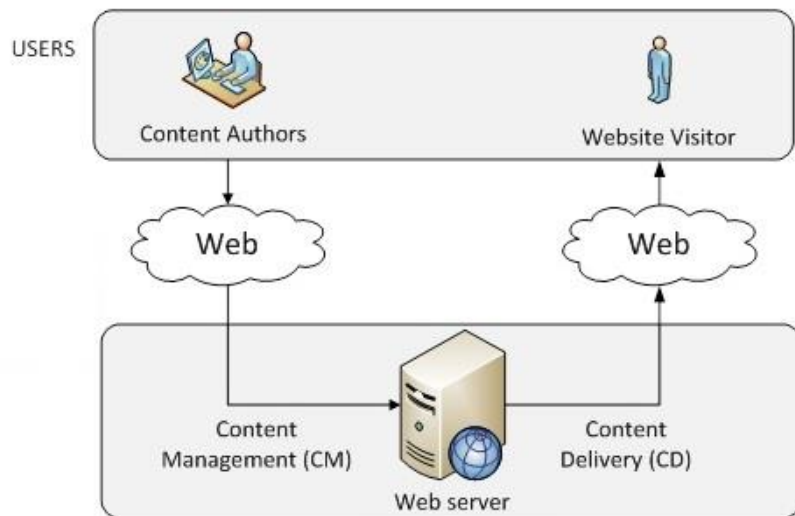 USERS
Content Authors
Website Visitor
Web
Web
Content
Management (CM)
Content
Delivery (CD)
Web server